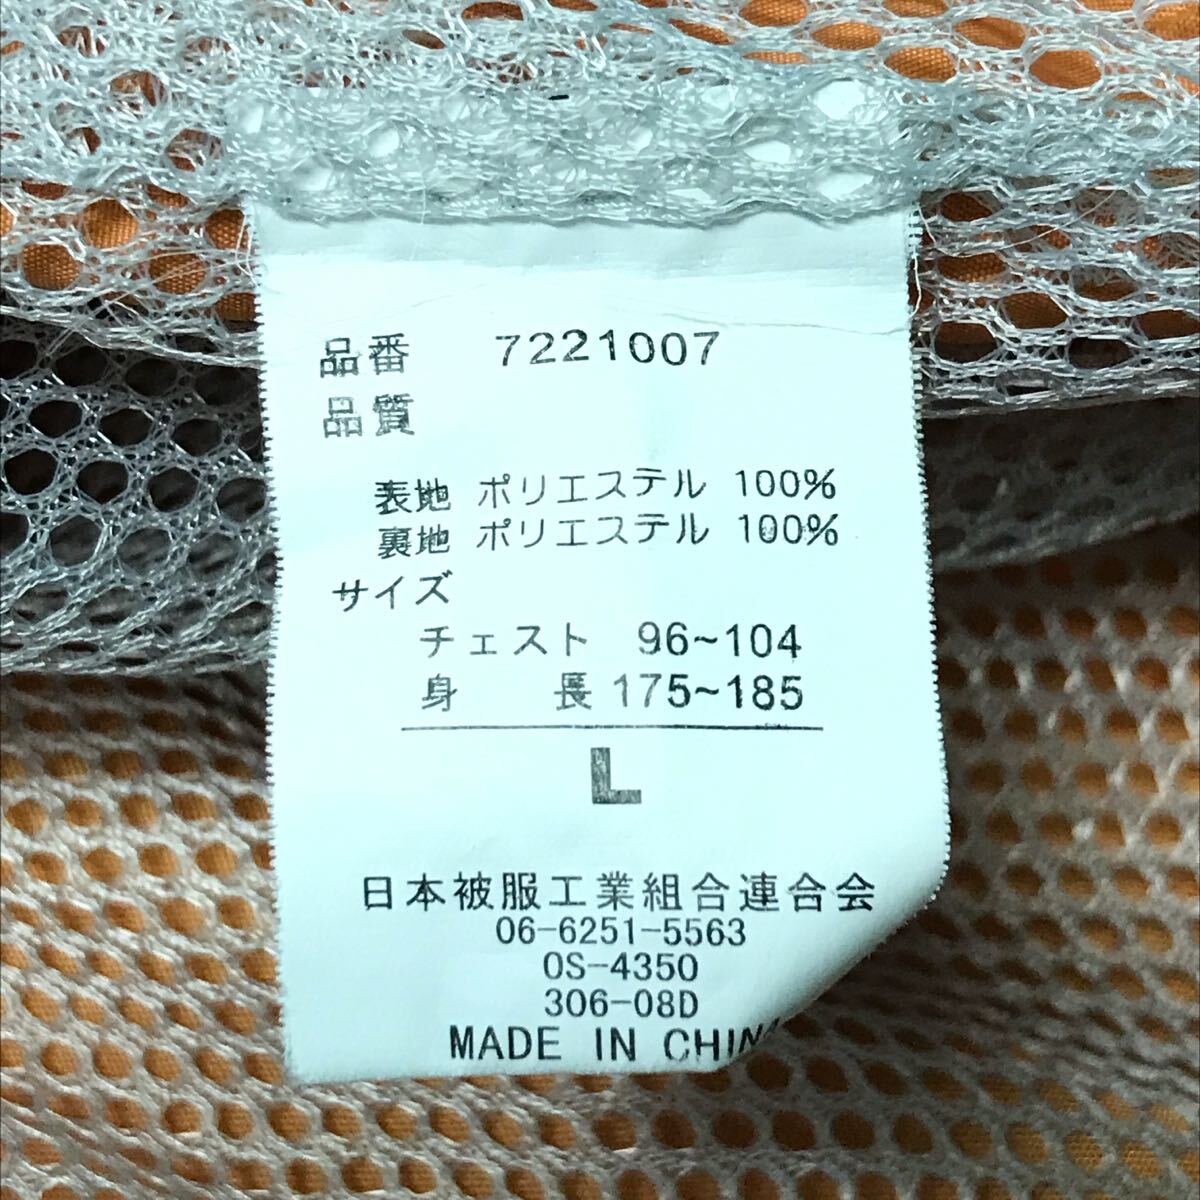 品番 7221007
品質
表地 ポリエステル 100%
裏地 ポリエステル 100%
サイズ
チェスト 96~104
身 長 175~185
L
日本被服工業組合連合会
06-6251-5563
OS-4350
306-08D
MADE IN CHINA